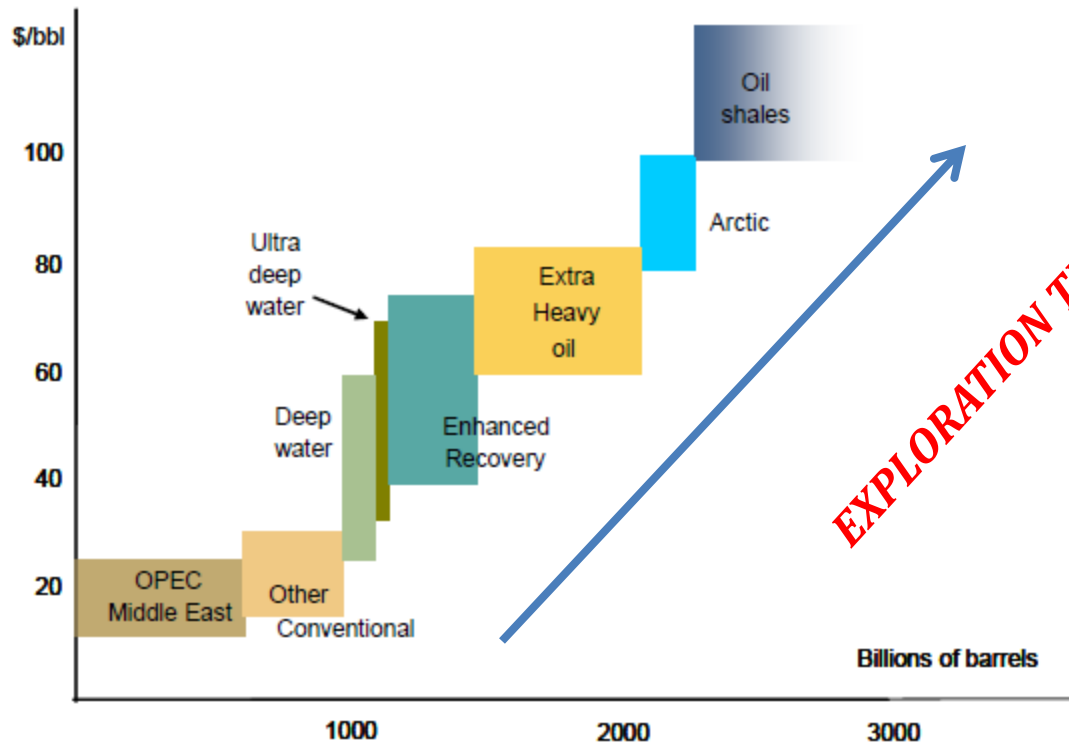 $/bbl
100
80
60
40
20
Oil
shales
Arctic
Ultra
deep
water
Extra
Heavy
oil
Deep
water
Enhanced
Recovery
OPEC
Middle East
Other
Conventional
EXPLORATION
Billions of barrels
1000
2000
3000